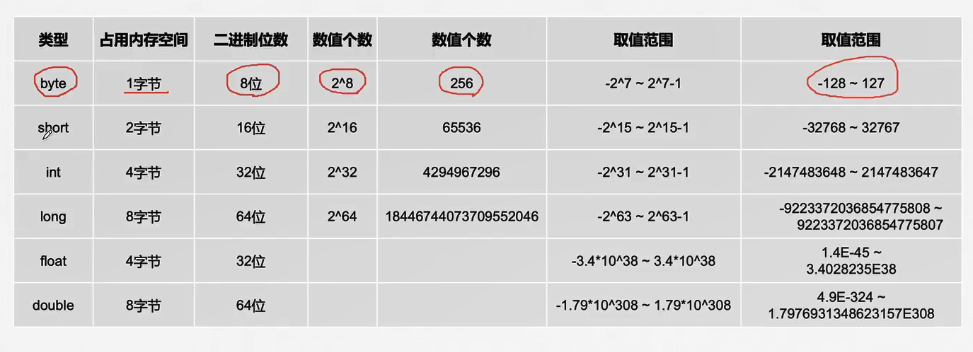 类型 占用内存空间 二进制位数 数值个数 数值个数 取值范围 取值范围
byte 1字节 8位 2^8 256 -2^7 ~ 2^7-1 -128 ~ 127
short 2字节 16位 2^16 65536 -2^15 ~ 2^15-1 -32768 ~ 32767
int 4字节 32位 2^32 4294967296 -2^31 ~ 2^31-1 -2147483648 ~ 2147483647
long 8字节 64位 2^64 18446744073709552046 -2^63 ~ 2^63-1 -9223372036854775808 ~
9223372036854775807
float 4字节 32位 -3.4*10^38 ~ 3.4*10^38 1.4E-45 ~
3.4028235E38
double 8字节 64位 -1.79*10^308 ~ 1.79*10^308 4.9E-324 ~
1.7976931348623157E308